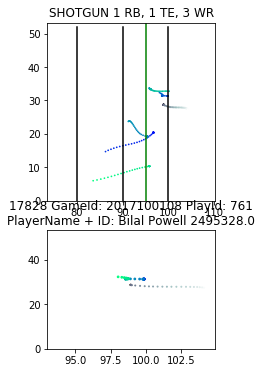 SHOTGUN 1 RB, 1 TE, 3 WR
50
40
30
20
10
0
80 90 100 110
17828 GameId: 2017100108 PlayId: 761
PlayerName + ID: Bilal Powell 2495328.0
40
20
0
95.0 97.5 100.0 102.5